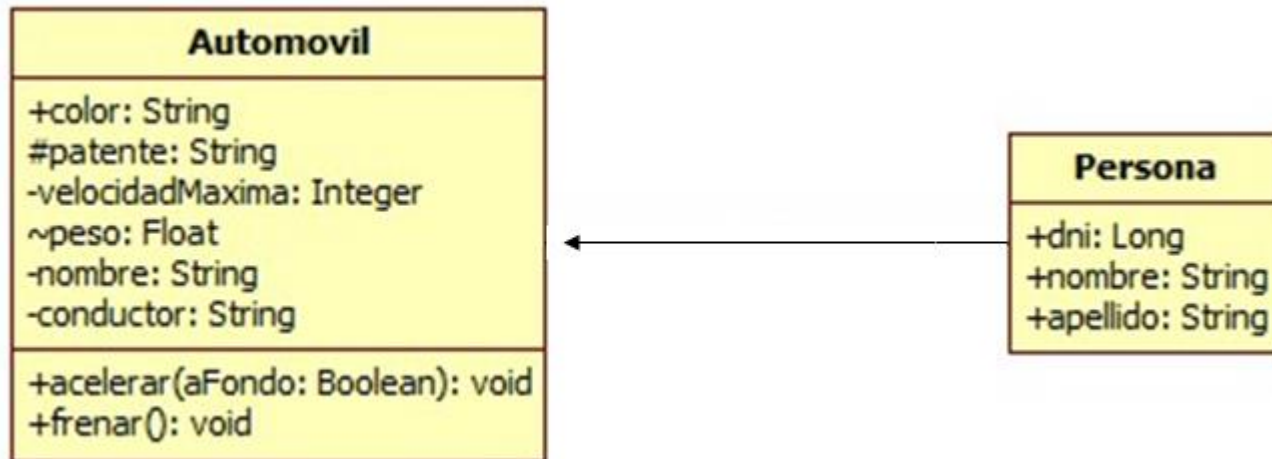 Automovil
+color: String
#patente: String
-velocidadMaxima: Integer
~peso: Float
-nombre: String
-conductor: String
+acelerar(aFondo: Boolean): void
+frenar(): void
Persona
+dni: Long
+nombre: String
+apellido: String